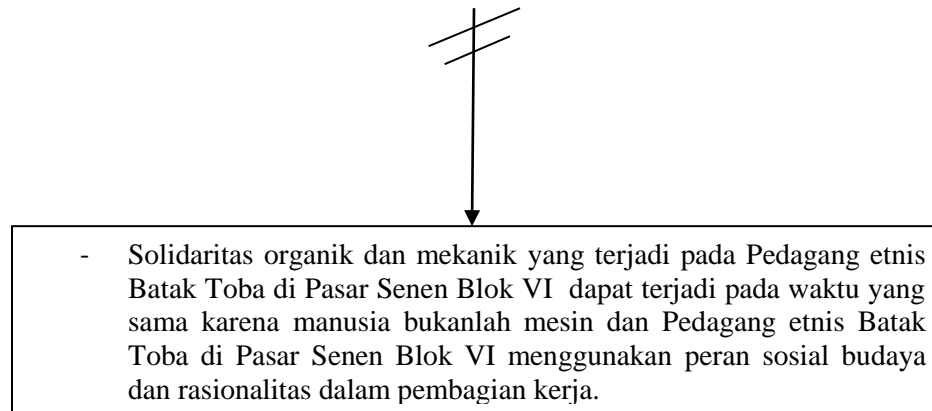 - Solidaritas organik dan mekanik yang terjadi pada Pedagang etnis
Batak Toba di Pasar Senen Blok VI dapat terjadi pada waktu yang
sama karena manusia bukanlah mesin dan Pedagang etnis Batak
Toba di Pasar Senen Blok VI menggunakan peran sosial budaya
dan rasionalitas dalam pembagian kerja.